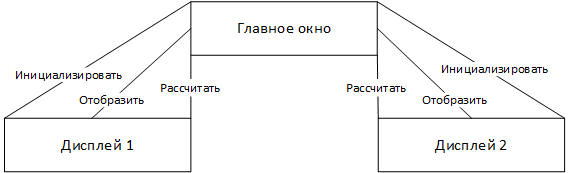 Главное окно
Инициализировать
Отобразить
Рассчитать
Рассчитать
Отобразить
Инициализировать
Дисплей 1
Дисплей 2